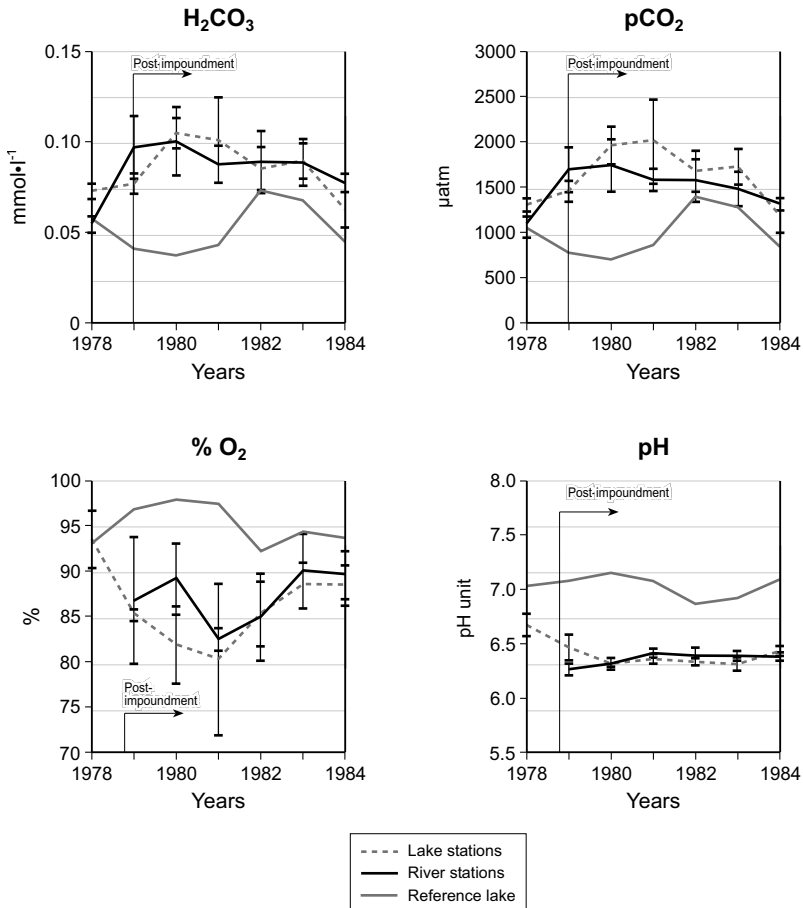 H₂CO₃
0.15
0.10
0.05
0
mmol•l⁻¹
Post-impoundment
1978 1980 1982 1984
Years
pCO₂
3000
2500
2000
1500
1000
500
0
µatm
Post-impoundment
1978 1980 1982 1984
Years
% O₂
100
95
90
85
80
75
70
%
Post-
impoundment
1978 1980 1982 1984
Years
pH
8.0
7.5
7.0
6.5
6.0
5.5
pH unit
Post-impoundment
1978 1980 1982 1984
Years
Lake stations
River stations
Reference lake